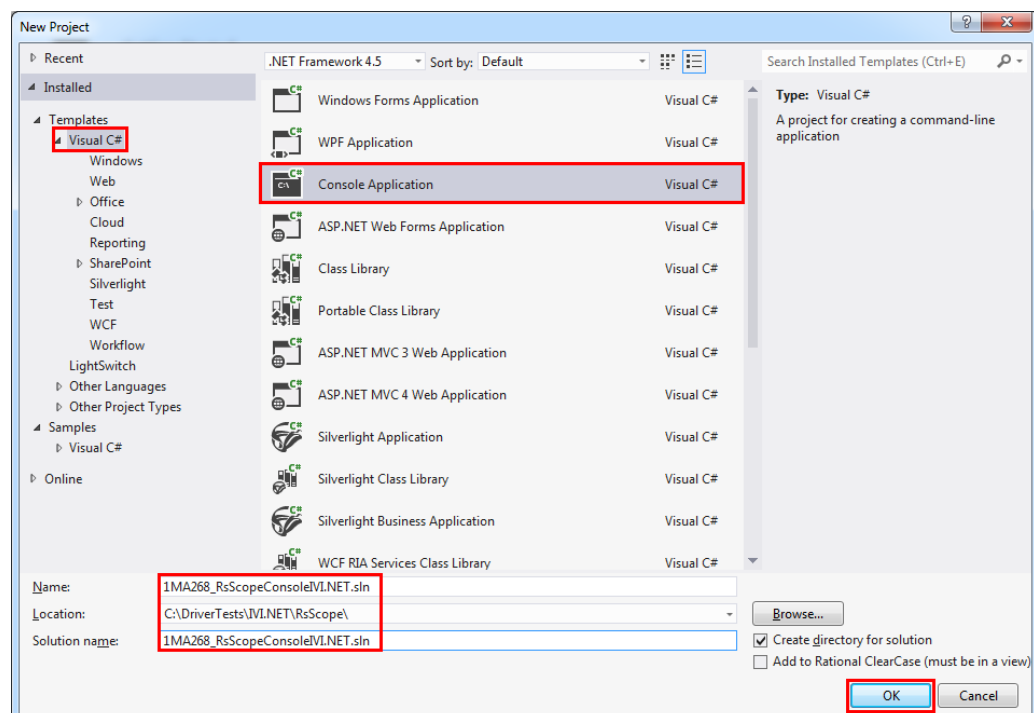 New Project
Recent
Installed
Templates
Visual C#
Windows
Web
Office
Cloud
Reporting
SharePoint
Silverlight
Test
WCF
Workflow
LightSwitch
Other Languages
Other Project Types
Samples
Visual C#
Online
.NET Framework 4.5 Sort by: Default
Windows Forms Application Visual C#
WPF Application Visual C#
Console Application Visual C#
ASP.NET Web Forms Application Visual C#
Class Library Visual C#
Portable Class Library Visual C#
ASP.NET MVC 3 Web Application Visual C#
ASP.NET MVC 4 Web Application Visual C#
Silverlight Application Visual C#
Silverlight Class Library Visual C#
Silverlight Business Application Visual C#
WCF RIA Services Class Library Visual C#
Search Installed Templates (Ctrl+E)
Type: Visual C#
A project for creating a command-line
application
Name: 1MA268_RsScopeConsoleIVI.NET.sln
Location: C:\DriverTests\IVI.NET\RsScope\
Solution name: 1MA268_RsScopeConsoleIVI.NET.sln
Browse...
Create directory for solution
Add to Rational ClearCase (must be in a view)
OK Cancel